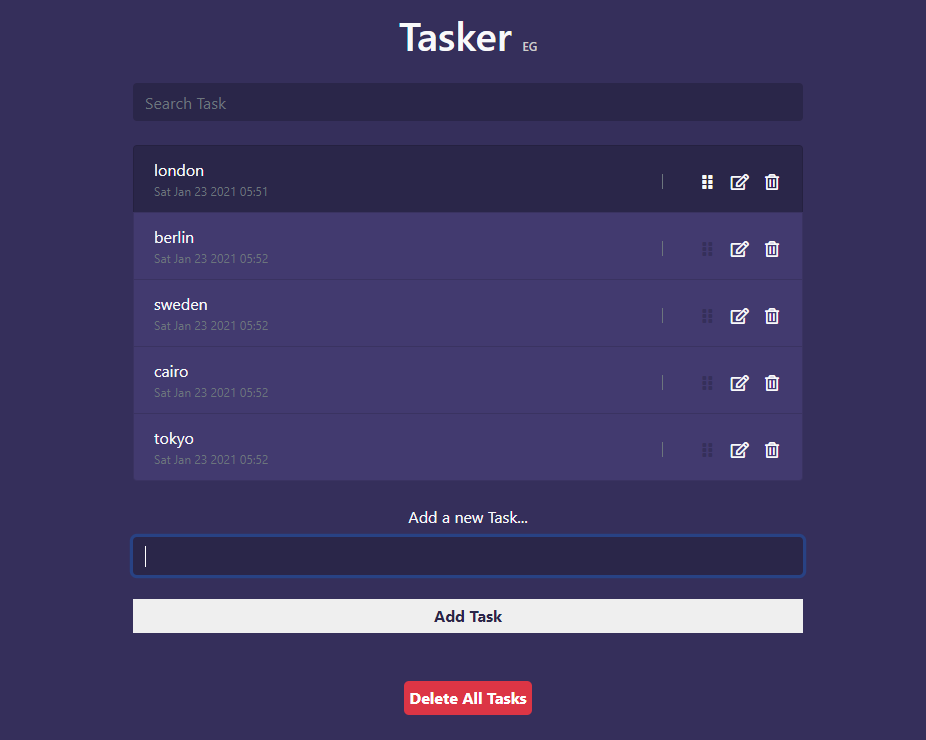 Tasker EG
Search Task
london
Sat Jan 23 2021 05:51
berlin
Sat Jan 23 2021 05:52
sweden
Sat Jan 23 2021 05:52
cairo
Sat Jan 23 2021 05:52
tokyo
Sat Jan 23 2021 05:52
Add a new Task...
Add Task
Delete All Tasks